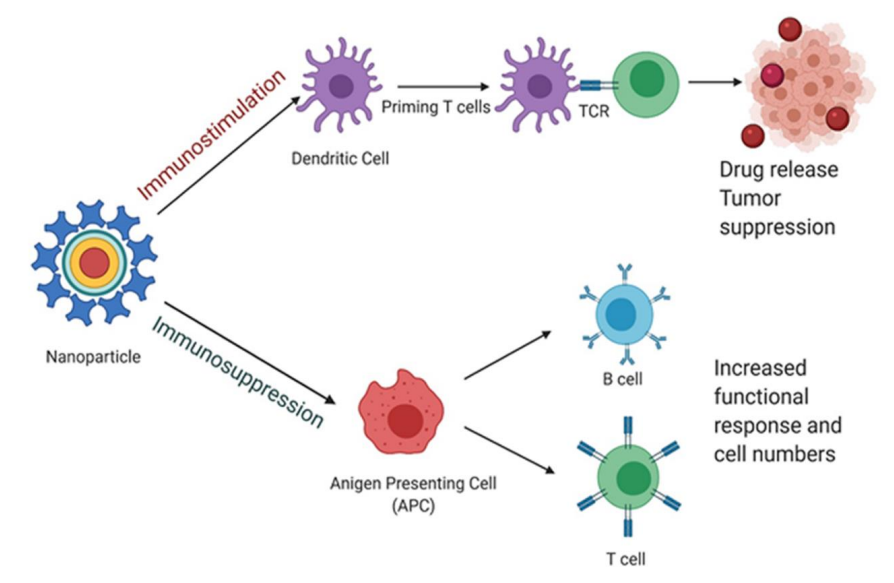 Immunostimulation
Priming T cells
TCR
Dendritic Cell
Drug release
Tumor
suppression
Nanoparticle
Immunosuppression
B cell
Increased
functional
response and
cell numbers
Anigen Presenting Cell
(APC)
T cell